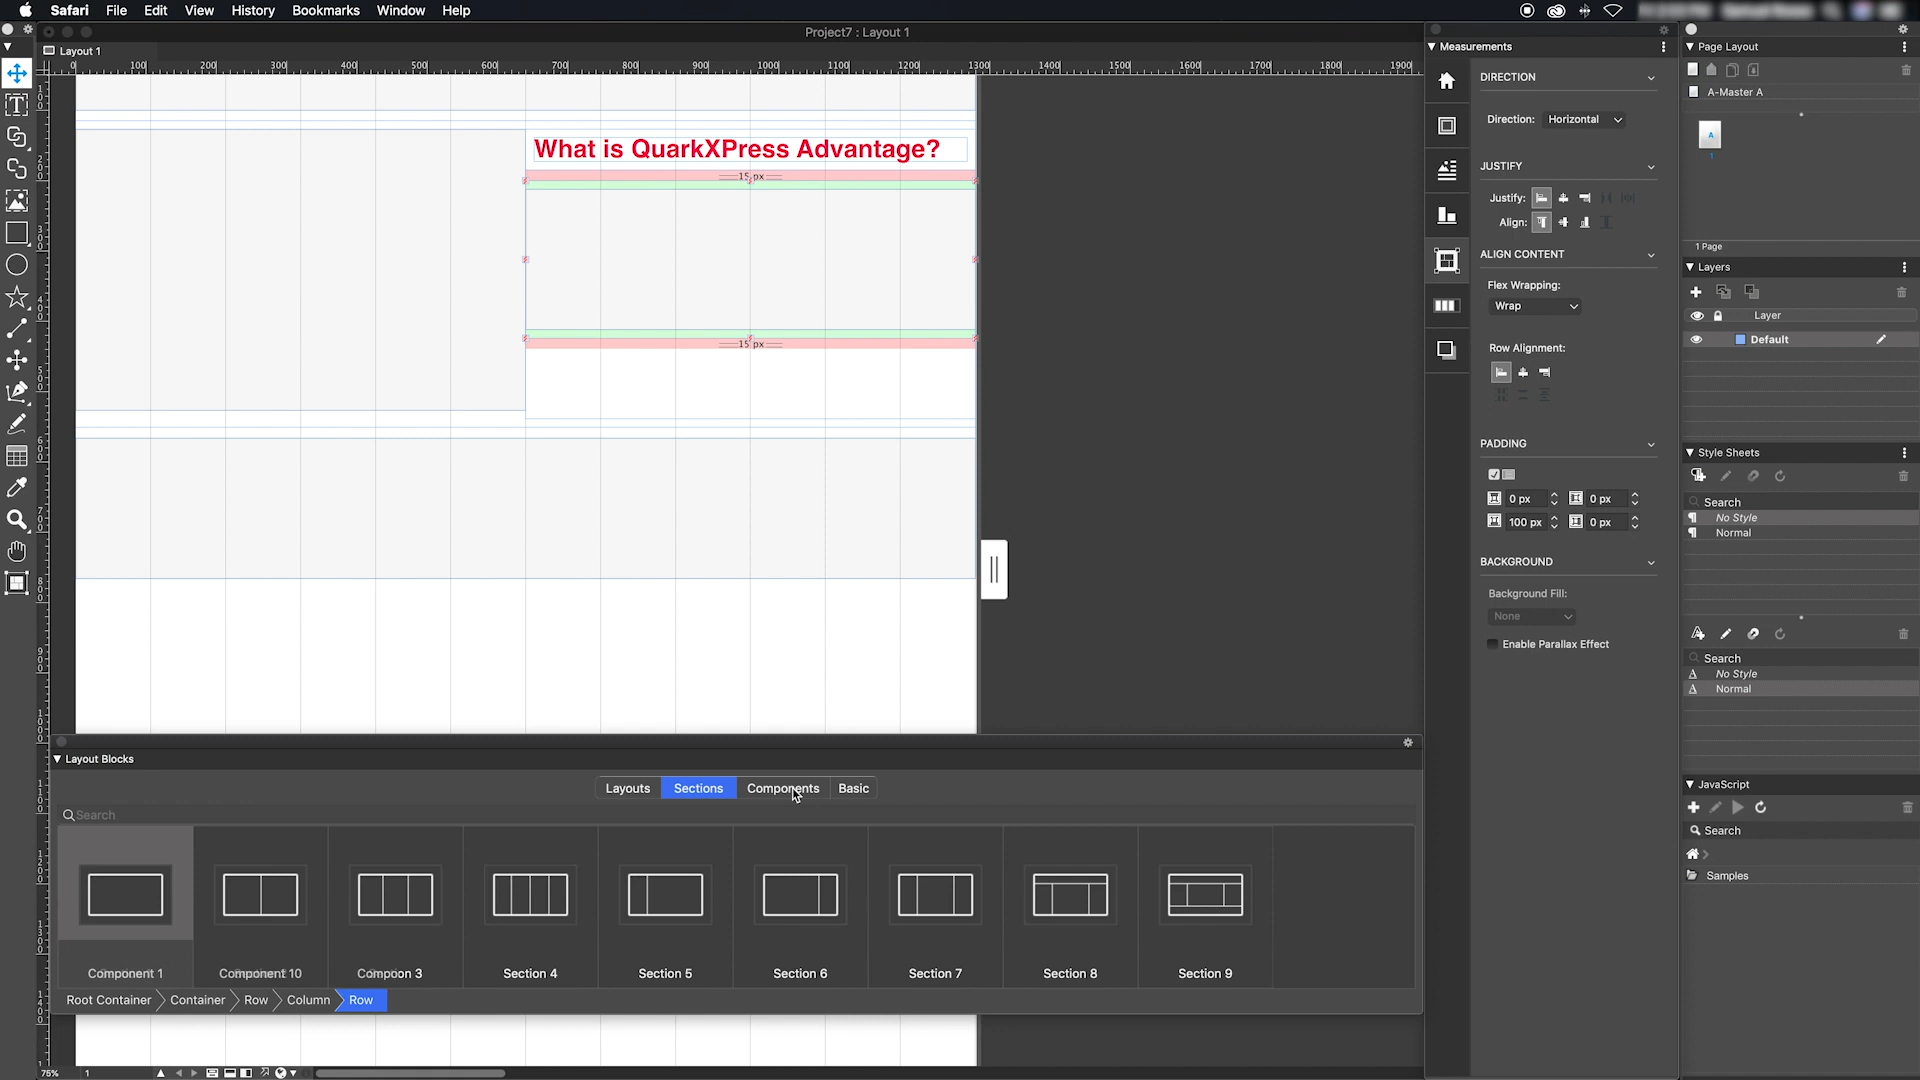 Safari File Edit View History Bookmarks Window Help
Project7 : Layout 1
Layout 1
0 100 200 300 400 500 600 700 800 900 1000 1100 1200 1300 1400 1500 1600 1700 1800 1900
What is QuarkXPress Advantage?
15 px
15 px
Measurements
DIRECTION
Direction: Horizontal
JUSTIFY
Justify:
Align:
ALIGN CONTENT
Flex Wrapping:
Wrap
Row Alignment:
PADDING
0 px 0 px
100 px 0 px
BACKGROUND
Background Fill:
None
Enable Parallax Effect
Page Layout
A-Master A
A
1
1 Page
Layers
Layer
Default
Style Sheets
Search
No Style
Normal
Search
No Style
Normal
JavaScript
Search
Samples
Layout Blocks
Layouts Sections Components Basic
Search
Component 1 Component 10 Compoon 3 Section 4 Section 5 Section 6 Section 7 Section 8 Section 9
Root Container Container Row Column Row
75% 1